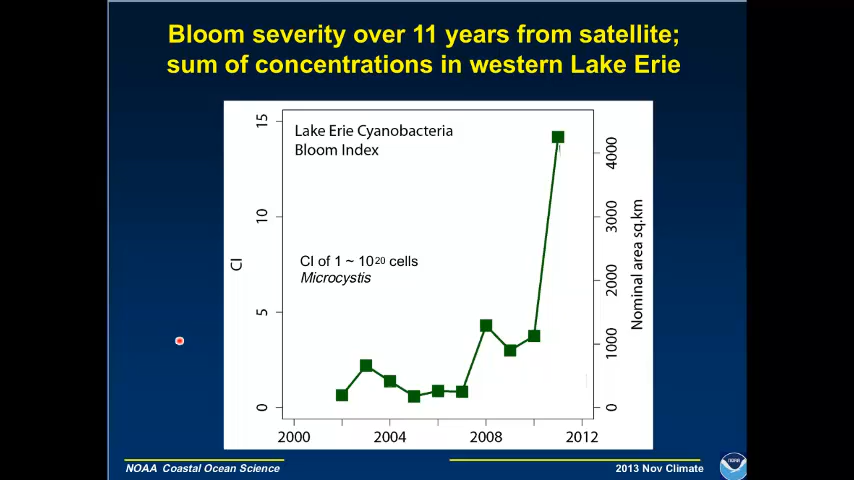 Bloom severity over 11 years from satellite;
sum of concentrations in western Lake Erie
Lake Erie Cyanobacteria
Bloom Index
CI of 1 ~ 10²⁰ cells
Microcystis
CI
15
10
5
0
Nominal area sq.km
4000
3000
2000
1000
0
2000 2004 2008 2012
NOAA Coastal Ocean Science
2013 Nov Climate
NOAA